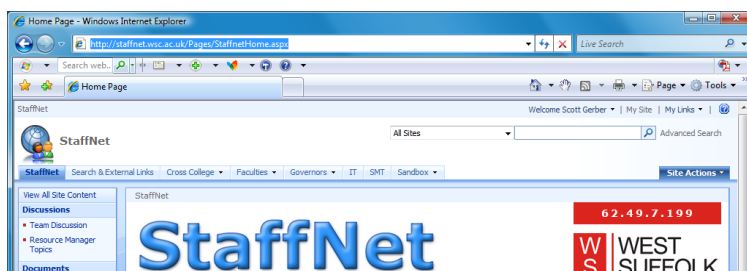 Home Page - Windows Internet Explorer
http://staffnet.wsc.ac.uk/Pages/StaffnetHome.aspx
Live Search
Search web...
Home Page
Page
Tools
StaffNet
Welcome Scott Gerber
My Site
My Links
StaffNet
All Sites
Advanced Search
StaffNet
Search & External Links
Cross College
Faculties
Governors
IT
SMT
Sandbox
Site Actions
View All Site Content
StaffNet
Discussions
Team Discussion
Resource Manager
Topics
Documents
StaffNet
62.49.7.199
W WEST
S SUFFOLK